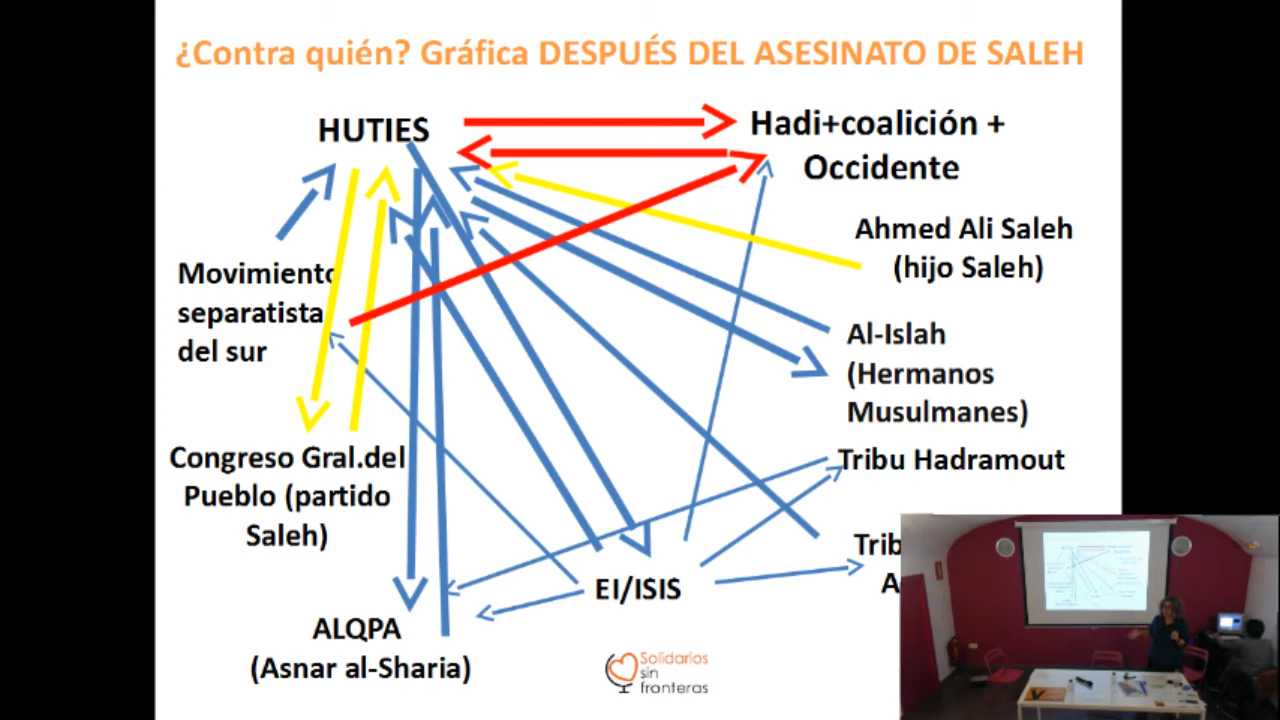 ¿Contra quién? Gráfica DESPUÉS DEL ASESINATO DE SALEH
HUTIES
Hadi+coalición +
Occidente
Ahmed Ali Saleh
(hijo Saleh)
Movimiento
separatista
del sur
Al-Islah
(Hermanos
Musulmanes)
Congreso Gral.del
Pueblo (partido
Saleh)
Tribu Hadramout
EI/ISIS
ALQPA
(Asnar al-Sharia)
Solidarios
sin
fronteras